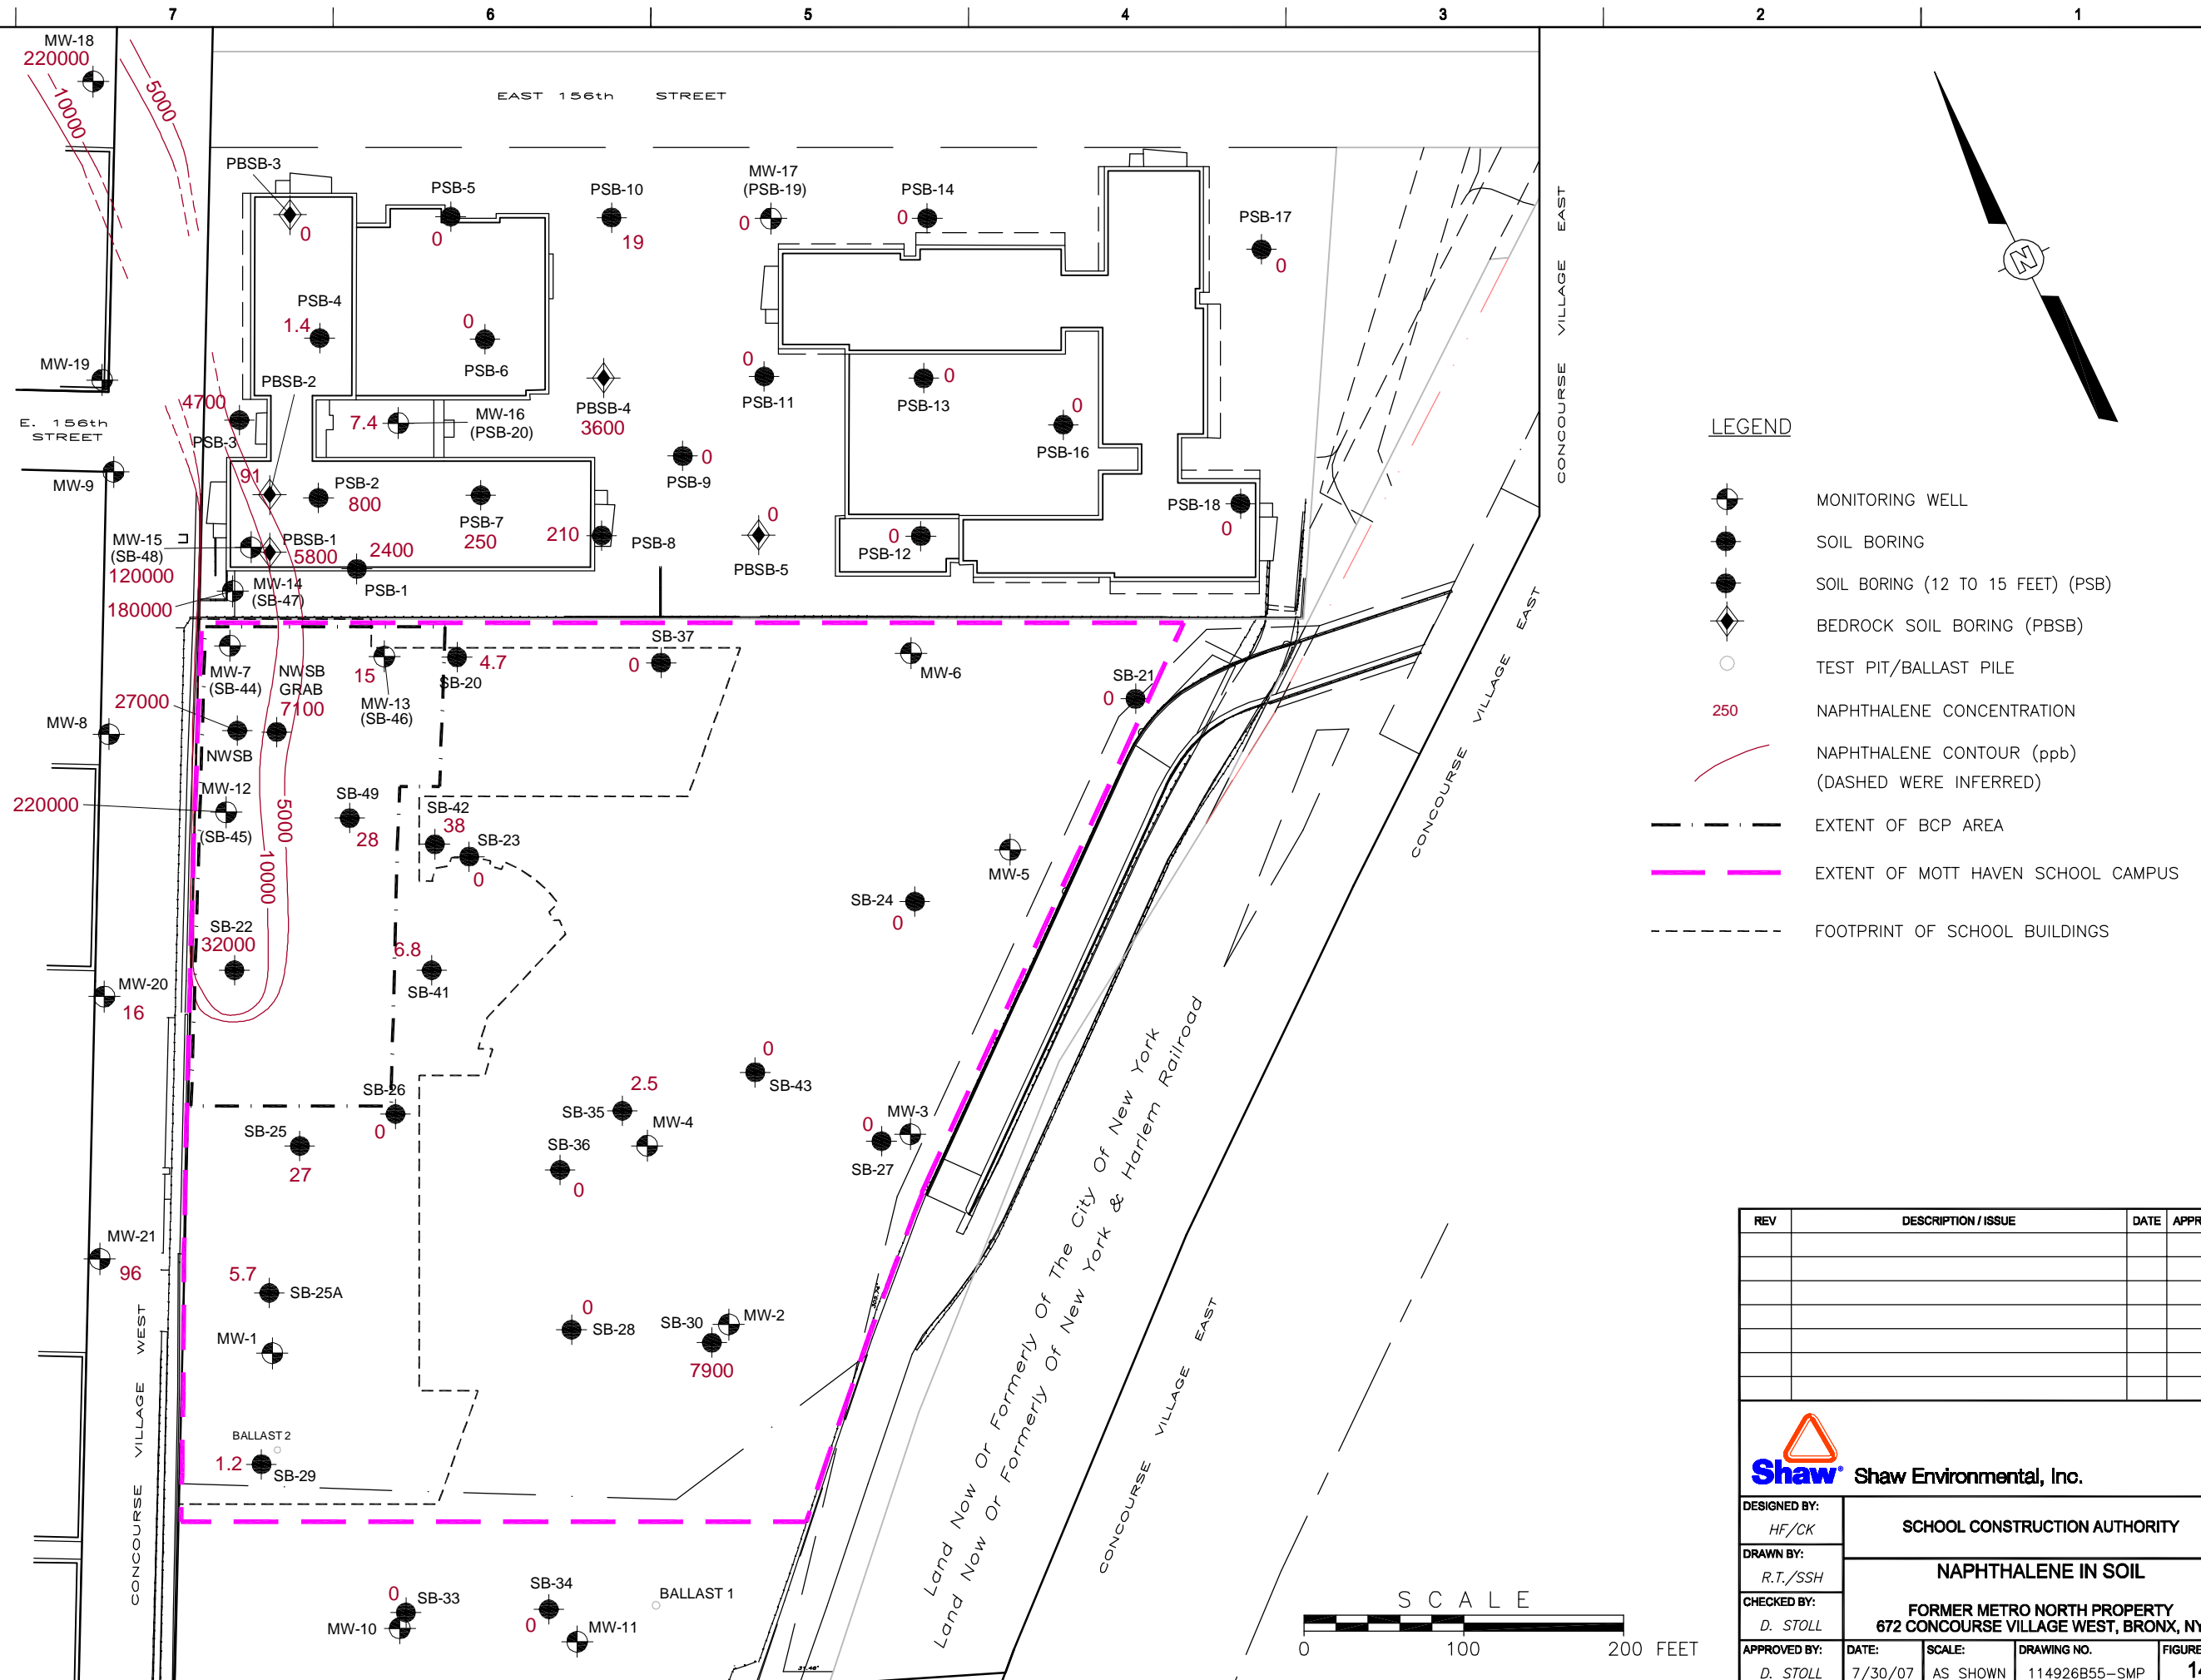 7 6 5 4 3 2 1
MW-18
220000
10000
5000
EAST 156th STREET
PBSB-3
0
PSB-5
0
PSB-10
19
MW-17
(PSB-19)
0
PSB-14
0
PSB-17
0
CONCOURSE VILLAGE EAST
N
PSB-4
1.4
0
PSB-6
MW-19
PBSB-2
4700
PSB-3
7.4
MW-16
(PSB-20)
PBSB-4
3600
0
PSB-11
0
PSB-13
0
PSB-16
E. 156th
STREET
MW-9
91
PSB-2
800
PSB-7
250
210
PSB-8
0
PSB-9
0
PBSB-5
0
PSB-12
PSB-18
0
MW-15
(SB-48)
120000
PBSB-1
5800
2400
PSB-1
MW-14
(SB-47)
180000
LEGEND
MONITORING WELL
SOIL BORING
SOIL BORING (12 TO 15 FEET) (PSB)
BEDROCK SOIL BORING (PBSB)
TEST PIT/BALLAST PILE
250 NAPHTHALENE CONCENTRATION
NAPHTHALENE CONTOUR (ppb)
(DASHED WERE INFERRED)
EXTENT OF BCP AREA
EXTENT OF MOTT HAVEN SCHOOL CAMPUS
FOOTPRINT OF SCHOOL BUILDINGS
MW-7
(SB-44)
27000
NWSB
GRAB
7100
NWSB
15
MW-13
(SB-46)
4.7
SB-20
SB-37
0
MW-6
SB-21
0
CONCOURSE VILLAGE EAST
MW-8
MW-12
220000
(SB-45)
5000
10000
SB-49
28
SB-42
38
SB-23
0
MW-5
SB-24
0
SB-22
32000
6.8
SB-41
MW-20
16
SB-26
0
SB-25
27
0
SB-43
2.5
SB-35
MW-4
SB-36
0
0
MW-3
SB-27
MW-21
96
5.7
SB-25A
MW-1
0
SB-28
SB-30
MW-2
7900
CONCOURSE VILLAGE WEST
BALLAST 2
1.2
SB-29
Land Now Or Formerly Of The City Of New York
Land Now Or Formerly Of New York & Harlem Railroad
CONCOURSE VILLAGE EAST
0
SB-33
MW-10
SB-34
0
MW-11
BALLAST 1
SCALE
0 100 200 FEET
REV DESCRIPTION / ISSUE DATE APPR
Shaw® Shaw Environmental, Inc.
DESIGNED BY:
HF/CK
SCHOOL CONSTRUCTION AUTHORITY
DRAWN BY:
R.T./SSH
NAPHTHALENE IN SOIL
CHECKED BY:
D. STOLL
FORMER METRO NORTH PROPERTY
672 CONCOURSE VILLAGE WEST, BRONX, NY
APPROVED BY:
D. STOLL
DATE:
7/30/07
SCALE:
AS SHOWN
DRAWING NO.
114926B55-SMP
FIGURE